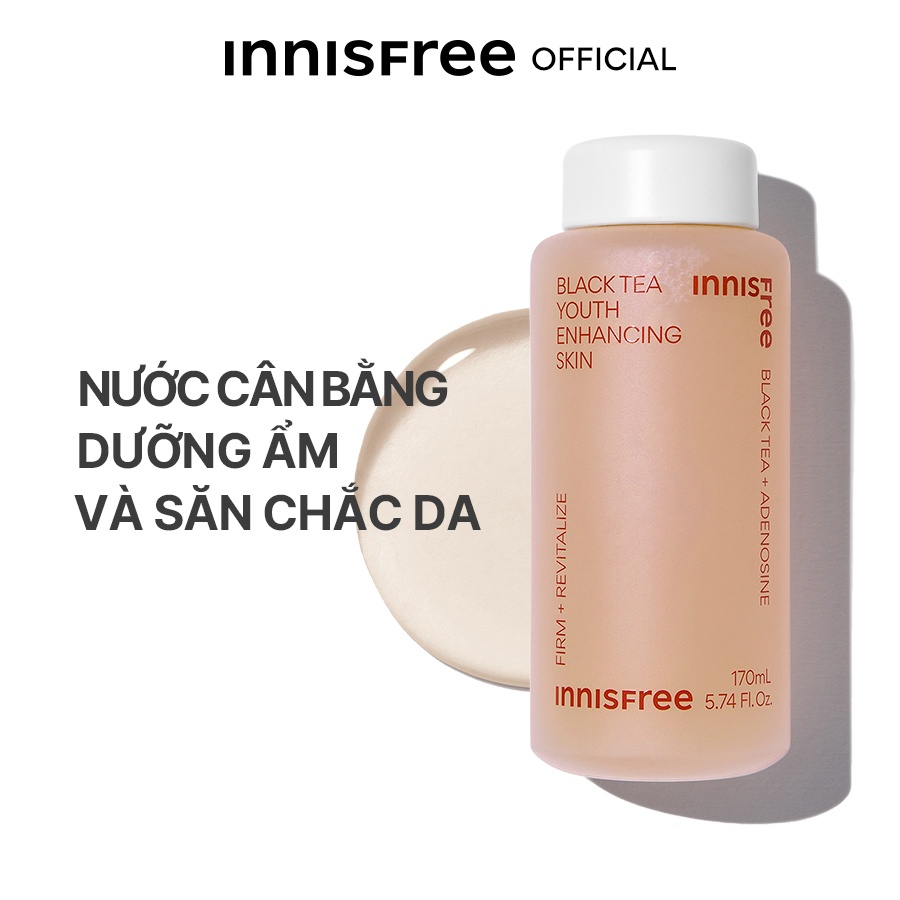 innisfree OFFICIAL
NƯỚC CÂN BẰNG
DƯỠNG ẨM
VÀ SĂN CHẮC DA
BLACK TEA
YOUTH
ENHANCING
SKIN
innisfree
BLACK TEA + ADENOSINE
FIRM + REVITALIZE
170mL
innisfree 5.74 Fl.Oz.